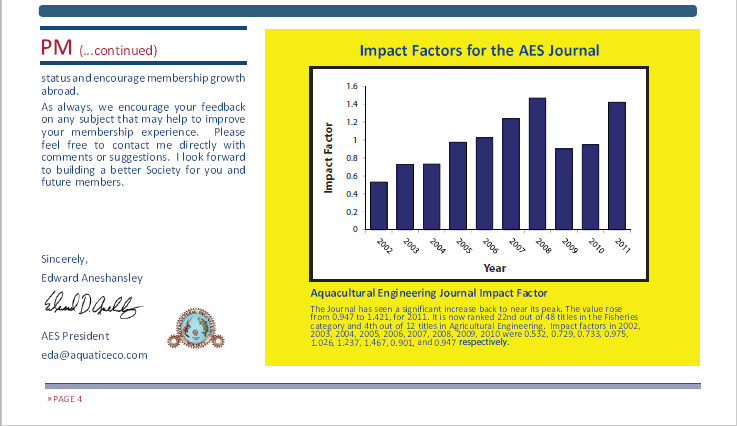 PM (...continued)
status and encourage membership growth
abroad.
As always, we encourage your feedback
on any subject that may help to improve
your membership experience. Please
feel free to contact me directly with
comments or suggestions. I look forward
to building a better Society for you and
future members.
Sincerely,
Edward Aneshansley
AES President
eda@aquaticeco.com
Impact Factors for the AES Journal
Impact Factor
1.6
1.4
1.2
1
0.8
0.6
0.4
0.2
0
2002 2003 2004 2005 2006 2007 2008 2009 2010 2011
Year
Aquacultural Engineering Journal Impact Factor
The Journal has seen a significant increase back to near its peak. The value rose
from 0.947 to 1.421, for 2011. It is now ranked 22nd out of 48 titles in the Fisheries
category and 4th out of 12 titles in Agricultural Engineering. Impact factors in 2002,
2003, 2004, 2005, 2006, 2007, 2008, 2009, 2010 were 0.532, 0.729, 0.733, 0.975,
1.026, 1.237, 1.467, 0.901, and 0.947 respectively.
» PAGE 4